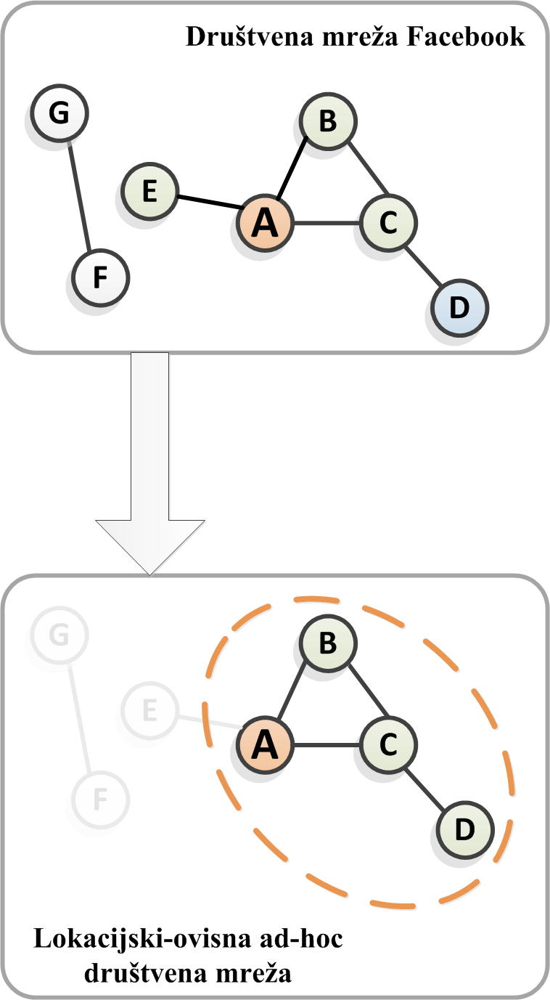 Društvena mreža Facebook
G
B
E
A
C
F
D
G
B
E
A
C
F
D
Lokacijski-ovisna ad-hoc
društvena mreža